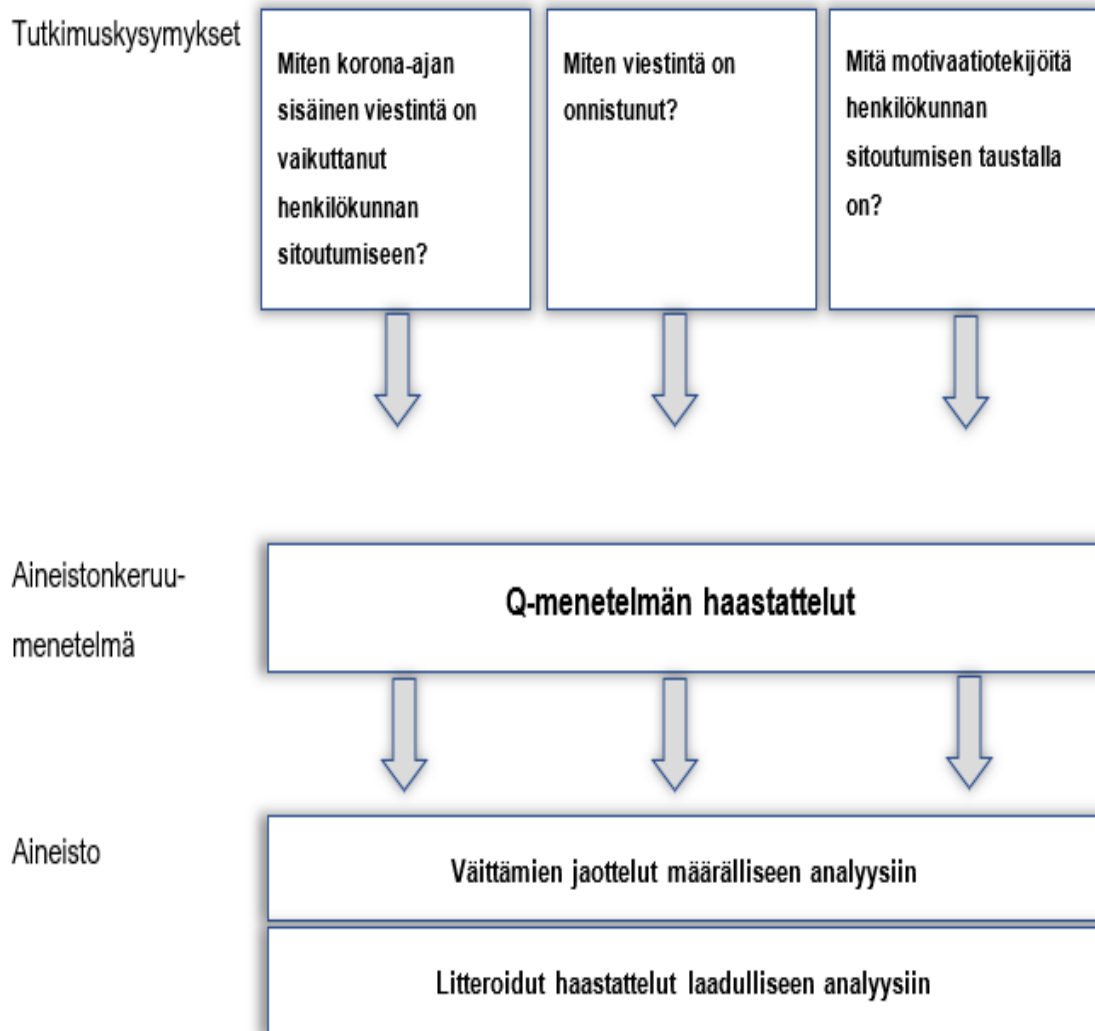 Tutkimuskysymykset
Miten korona-ajan
sisäinen viestintä on
vaikuttanut
henkilökunnan
sitoutumiseen?
Miten viestintä on
onnistunut?
Mitä motivaatiotekijöitä
henkilökunnan
sitoutumisen taustalla
on?
Aineistonkeruu-
menetelmä
Q-menetelmän haastattelut
Aineisto
Väittämien jaottelut määrälliseen analyysiin
Litteroidut haastattelut laadulliseen analyysiin